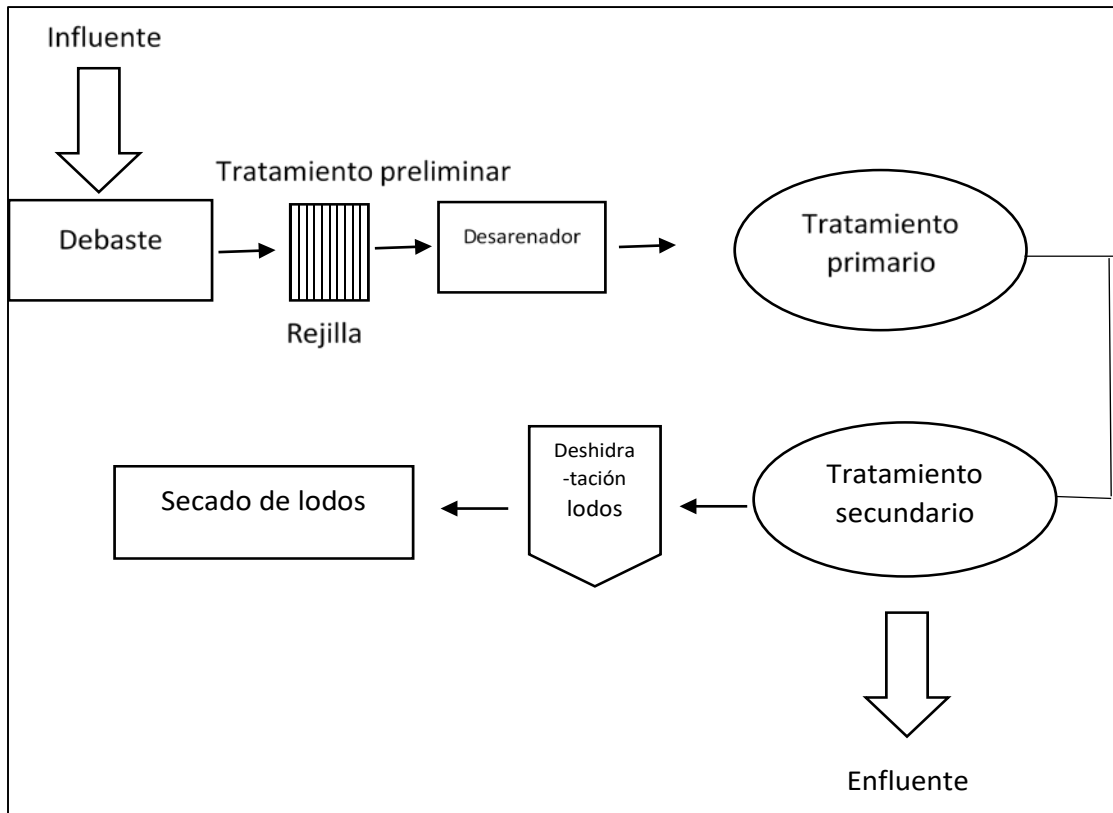 Influente
Tratamiento preliminar
Debaste
Desarenador
Rejilla
Tratamiento
primario
Tratamiento
secundario
Deshidra
-tación
lodos
Secado de lodos
Enfluente